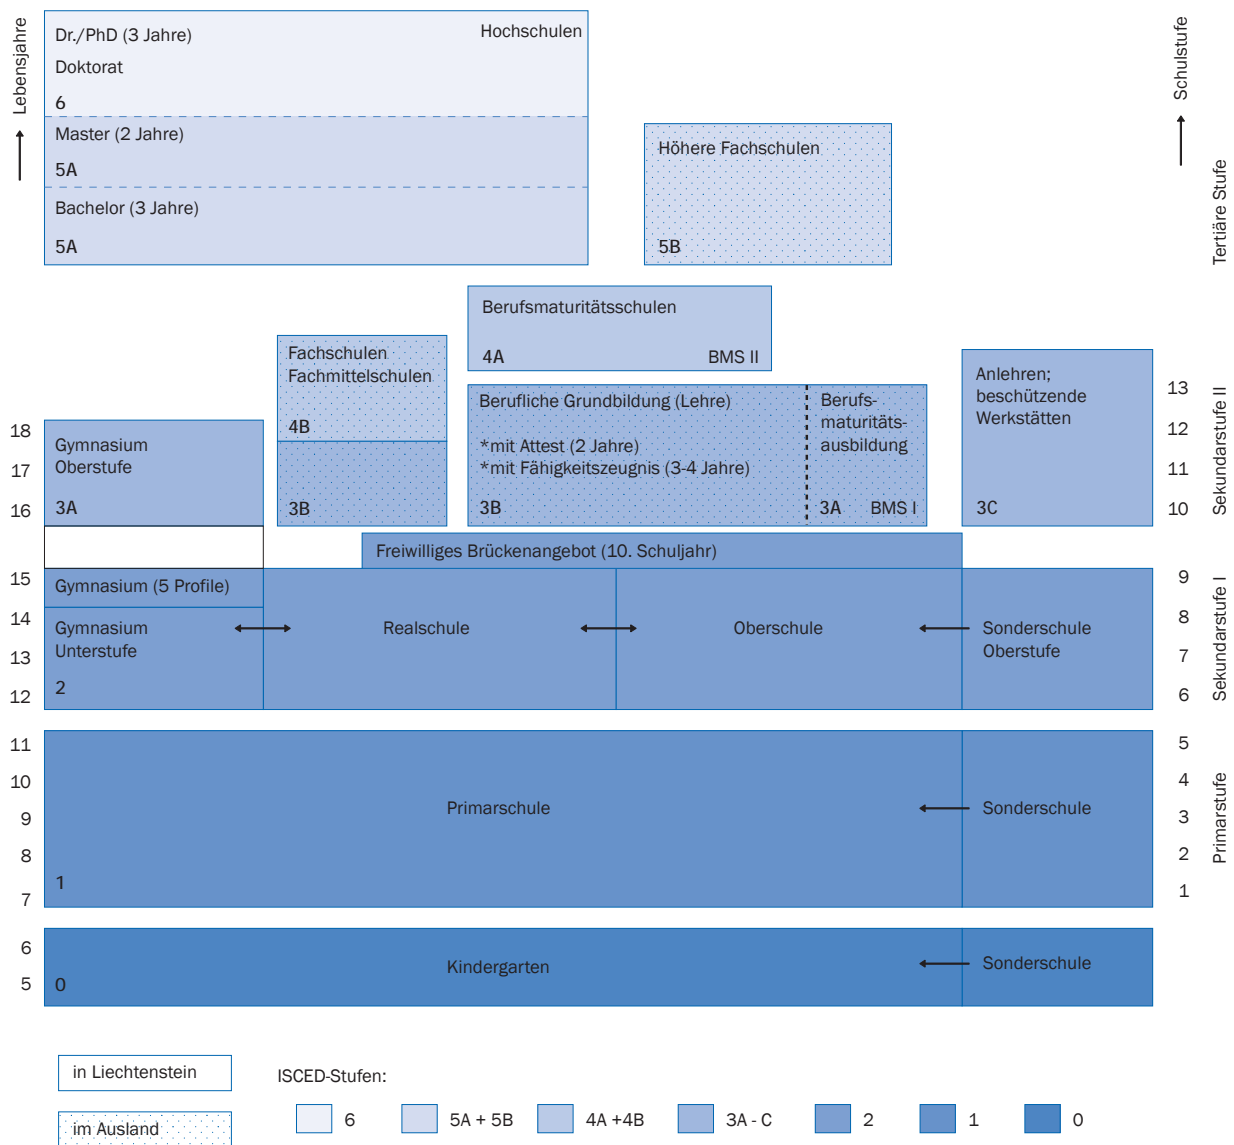 Lebensjahre
Dr./PhD (3 Jahre)
Hochschulen
Doktorat
6
Master (2 Jahre)
5A
Bachelor (3 Jahre)
5A
Höhere Fachschulen
5B
Schulstufe
Tertiäre Stufe
Berufsmaturitätsschulen
4A
BMS II
Fachschulen
Fachmittelschulen
4B
3B
Berufliche Grundbildung (Lehre)
*mit Attest (2 Jahre)
*mit Fähigkeitszeugnis (3-4 Jahre)
3B
Berufs-
maturitäts-
ausbildung
3A
BMS I
Anlehren;
beschützende
Werkstätten
3C
13
12
11
10
Sekundarstufe II
18
17
16
Gymnasium
Oberstufe
3A
Freiwilliges Brückenangebot (10. Schuljahr)
15
14
13
12
Gymnasium (5 Profile)
Gymnasium
Unterstufe
2
Realschule
Oberschule
Sonderschule
Oberstufe
9
8
7
6
Sekundarstufe I
11
10
9
8
7
1
Primarschule
Sonderschule
5
4
3
2
1
Primarstufe
6
5
0
Kindergarten
Sonderschule
in Liechtenstein
im Ausland
ISCED-Stufen:
6
5A + 5B
4A +4B
3A - C
2
1
0